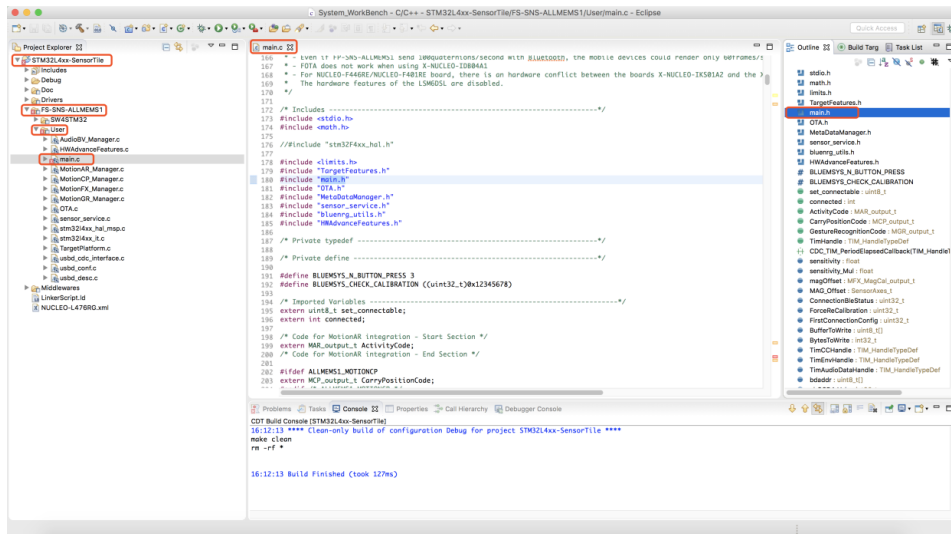 System_WorkBench - C/C++ - STM32L4xx-SensorTile/FS-SNS-ALLMEMS1/User/main.c - Eclipse
Quick Access
Project Explorer
STM32L4xx-SensorTile
Includes
Debug
Doc
Drivers
FS-SNS-ALLMEMS1
SW4STM32
User
AudioBV_Manager.c
HWAdvanceFeatures.c
main.c
MotionAR_Manager.c
MotionCP_Manager.c
MotionFX_Manager.c
MotionGR_Manager.c
OTA.c
sensor_service.c
stm32l4xx_hal_msp.c
stm32l4xx_it.c
TargetPlatform.c
usbd_cdc_interface.c
usbd_conf.c
usbd_desc.c
Middlewares
LinkerScript.ld
NUCLEO-L476RG.xml
main.c
166 * - Even if FP-SNS-ALLMEMS1 send 100quaternions/second with Bluetooth, the mobile devices could render only 60frames/s
167 * - FOTA does not work when using X-NUCLEO-IDB04A1
168 * - For NUCLEO-F446RE/NUCLEO-F401RE board, there is an hardware conflict between the boards X-NUCLEO-IKS01A2 and the X
169 * The hardware features of the LSM6DSL are disabled.
170 */
171
172 /* Includes ------------------------------------------------------------------*/
173 #include <stdio.h>
174 #include <math.h>
175
176 //#include "stm32F4xx_hal.h"
177
178 #include <limits.h>
179 #include "TargetFeatures.h"
180 #include "main.h"
181 #include "OTA.h"
182 #include "MetaDataManager.h"
183 #include "sensor_service.h"
184 #include "bluenrg_utils.h"
185 #include "HWAdvanceFeatures.h"
186
187 /* Private typedef -----------------------------------------------------------*/
188
189 /* Private define ------------------------------------------------------------*/
190
191 #define BLUEMSYS_N_BUTTON_PRESS 3
192 #define BLUEMSYS_CHECK_CALIBRATION ((uint32_t)0x12345678)
193
194 /* Imported Variables -------------------------------------------------------------*/
195 extern uint8_t set_connectable;
196 extern int connected;
197
198 /* Code for MotionAR integration - Start Section */
199 extern MAR_output_t ActivityCode;
200 /* Code for MotionAR integration - End Section */
201
202 #ifdef ALLMEMS1_MOTIONCP
203 extern MCP_output_t CarryPositionCode;
Outline
Build Targ
Task List
stdio.h
math.h
limits.h
TargetFeatures.h
main.h
OTA.h
MetaDataManager.h
sensor_service.h
bluenrg_utils.h
HWAdvanceFeatures.h
BLUEMSYS_N_BUTTON_PRESS
BLUEMSYS_CHECK_CALIBRATION
set_connectable : uint8_t
connected : int
ActivityCode : MAR_output_t
CarryPositionCode : MCP_output_t
GestureRecognitionCode : MGR_output_t
TimHandle : TIM_HandleTypeDef
CDC_TIM_PeriodElapsedCallback(TIM_HandleT
sensitivity : float
sensitivity_Mul : float
magOffset : MFX_MagCal_output_t
MAG_Offset : SensorAxes_t
ConnectionBleStatus : uint32_t
ForceReCalibration : uint32_t
FirstConnectionConfig : uint8_t
BufferToWrite : uint8_t[]
BytesToWrite : int32_t
TimCCHandle : TIM_HandleTypeDef
TimEnvHandle : TIM_HandleTypeDef
TimAudioDataHandle : TIM_HandleTypeDef
bdaddr : uint8_t[]
Problems
Tasks
Console
Properties
Call Hierarchy
Debugger Console
CDT Build Console [STM32L4xx-SensorTile]
16:12:13 **** Clean-only build of configuration Debug for project STM32L4xx-SensorTile ****
make clean
rm -rf *
16:12:13 Build Finished (took 127ms)